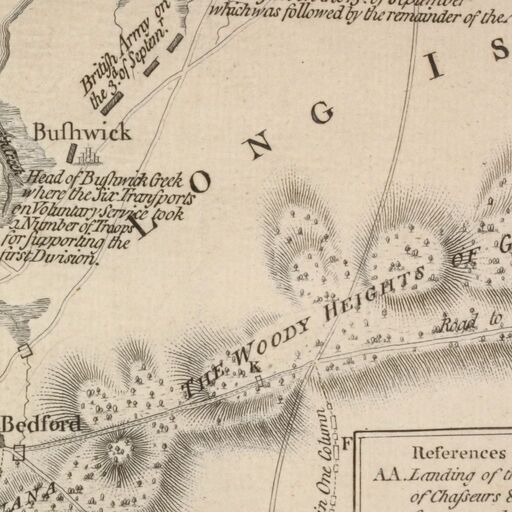 which was followed by the remainder of the
British Army on
the 3d. of Septemr.
LONG IS
Buſhwick
Head of Buſhwick Creek
where the Six Tranſports
on Voluntary Service took
a Number of Troops
for ſupporting the
first Diviſion.
THE WOODY HEIGHTS OF G
Road to
K
Bedford
in One Column
F
References
AA. Landing of th
of Chaſseurs &
ANA